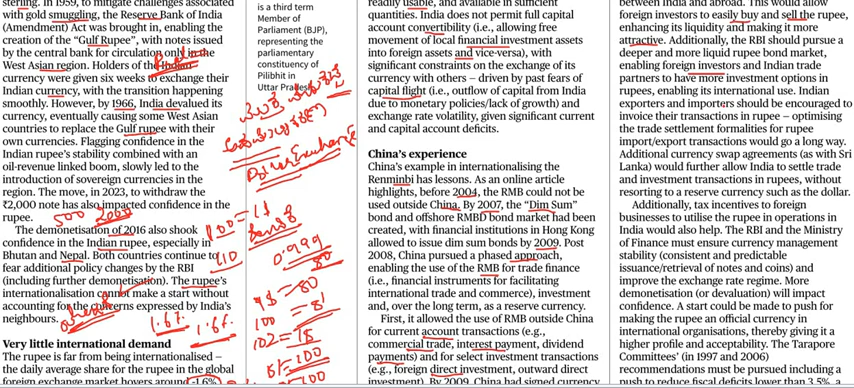 sterling. In 1959, to mitigate challenges associated
with gold smuggling, the Reserve Bank of India
(Amendment) Act was brought in, enabling the
creation of the "Gulf Rupee", with notes issued
by the central bank for circulation only in the
West Asian region. Holders of the Indian
currency were given six weeks to exchange their
Indian currency, with the transition happening
smoothly. However, by 1966, India devalued its
currency, eventually causing some West Asian
countries to replace the Gulf rupee with their
own currencies. Flagging confidence in the
Indian rupee's stability combined with an
oil-revenue linked boom, slowly led to the
introduction of sovereign currencies in the
region. The move, in 2023, to withdraw the
₹2,000 note has also impacted confidence in the
rupee.
500 2000
The demonetisation of 2016 also shook
confidence in the Indian rupee, especially in
Bhutan and Nepal. Both countries continue to
fear additional policy changes by the RBI
(including further demonetisation). The rupee's
internationalisation cannot make a start without
accounting for the concerns expressed by India's
neighbours.
1.6% 1.6%
Very little international demand
The rupee is far from being internationalised –
the daily average share for the rupee in the global
foreign exchange market hovers around ~1.6%,
is a third term
Member of
Parliament (BJP),
representing the
parliamentary
constituency of
Pilibhit in
Uttar Pradesh
100 = 1$
110
0.999
80
1$ = 80
100 = 81
102 = 1$
100
readily usable, and available in sufficient
quantities. India does not permit full capital
account convertibility (i.e., allowing free
movement of local financial investment assets
into foreign assets and vice-versa), with
significant constraints on the exchange of its
currency with others – driven by past fears of
capital flight (i.e., outflow of capital from India
due to monetary policies/lack of growth) and
exchange rate volatility, given significant current
and capital account deficits.
China's experience
China's example in internationalising the
Renminbi has lessons. As an online article
highlights, before 2004, the RMB could not be
used outside China. By 2007, the "Dim Sum"
bond and offshore RMBD bond market had been
created, with financial institutions in Hong Kong
allowed to issue dim sum bonds by 2009. Post
2008, China pursued a phased approach,
enabling the use of the RMB for trade finance
(i.e., financial instruments for facilitating
international trade and commerce), investment
and, over the long term, as a reserve currency.
First, it allowed the use of RMB outside China
for current account transactions (e.g.,
commercial trade, interest payment, dividend
payments) and for select investment transactions
(e.g., foreign direct investment, outward direct
investment). By 2009, China had signed currency
between India and abroad. This would allow
foreign investors to easily buy and sell the rupee,
enhancing its liquidity and making it more
attractive. Additionally, the RBI should pursue a
deeper and more liquid rupee bond market,
enabling foreign investors and Indian trade
partners to have more investment options in
rupees, enabling its international use. Indian
exporters and importers should be encouraged to
invoice their transactions in rupee – optimising
the trade settlement formalities for rupee
import/export transactions would go a long way.
Additional currency swap agreements (as with Sri
Lanka) would further allow India to settle trade
and investment transactions in rupees, without
resorting to a reserve currency such as the dollar.
Additionally, tax incentives to foreign
businesses to utilise the rupee in operations in
India would also help. The RBI and the Ministry
of Finance must ensure currency management
stability (consistent and predictable
issuance/retrieval of notes and coins) and
improve the exchange rate regime. More
demonetisation (or devaluation) will impact
confidence. A start could be made to push for
making the rupee an official currency in
international organisations, thereby giving it a
higher profile and acceptability. The Tarapore
Committees' (in 1997 and 2006)
recommendations must be pursued including a
push to reduce fiscal deficits lower than 3.5%, a